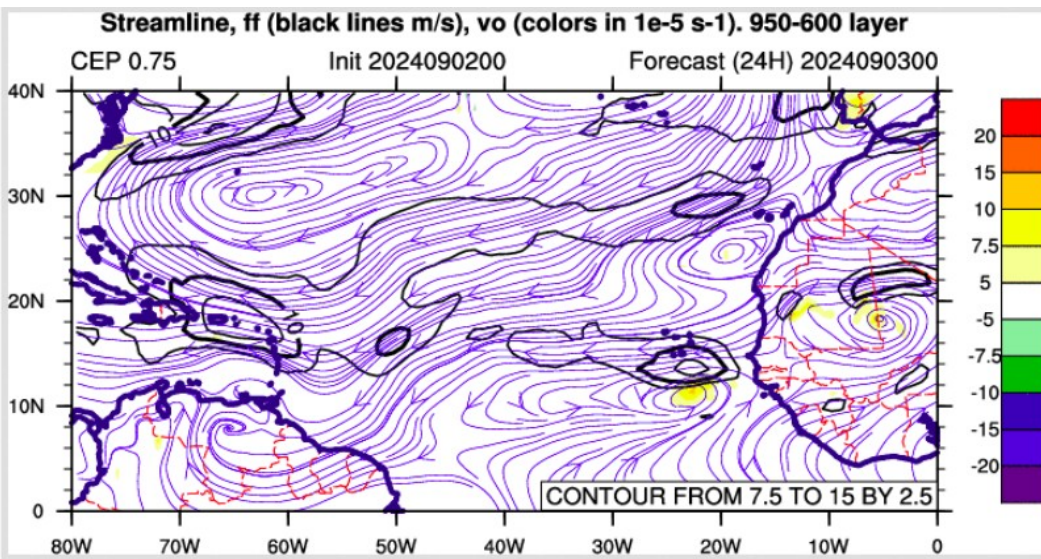 Streamline, ff (black lines m/s), vo (colors in 1e-5 s-1). 950-600 layer
CEP 0.75 Init 2024090200 Forecast (24H) 2024090300
40N
30N
20N
10N
0
80W 70W 60W 50W 40W 30W 20W 10W 0
10
10
CONTOUR FROM 7.5 TO 15 BY 2.5
20
15
10
7.5
5
-5
-7.5
-10
-15
-20